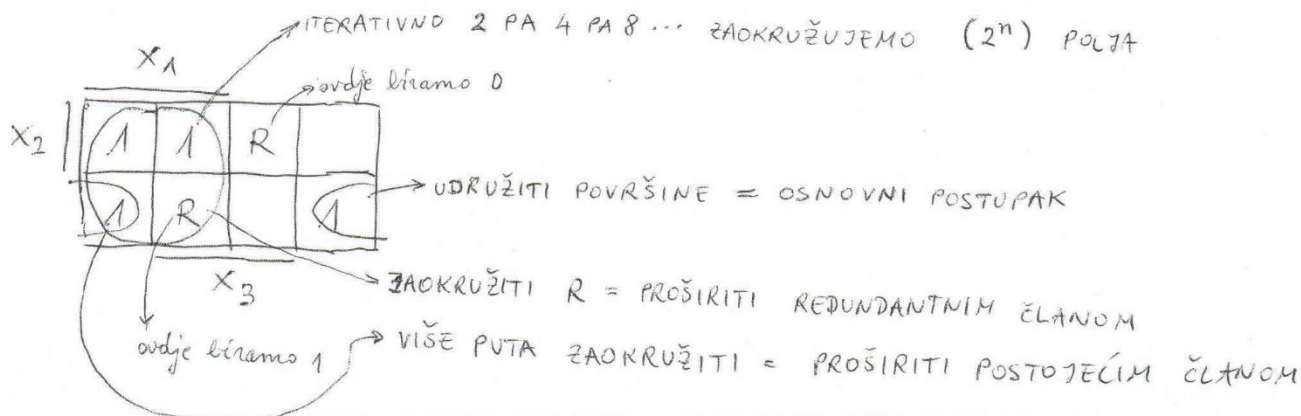 ITERATIVNO 2 PA 4 PA 8 ... ZAOKRUŽUJEMO (2ⁿ) POLJA
X₁
ovdje biramo 0
X₂
1 1 R
1 R 1
UDRUŽITI POVRŠINE = OSNOVNI POSTUPAK
X₃
ZAOKRUŽITI R = PROŠIRITI REDUNDANTNIM ČLANOM
ovdje biramo 1
VIŠE PUTA ZAOKRUŽITI = PROŠIRITI POSTOJEĆIM ČLANOM